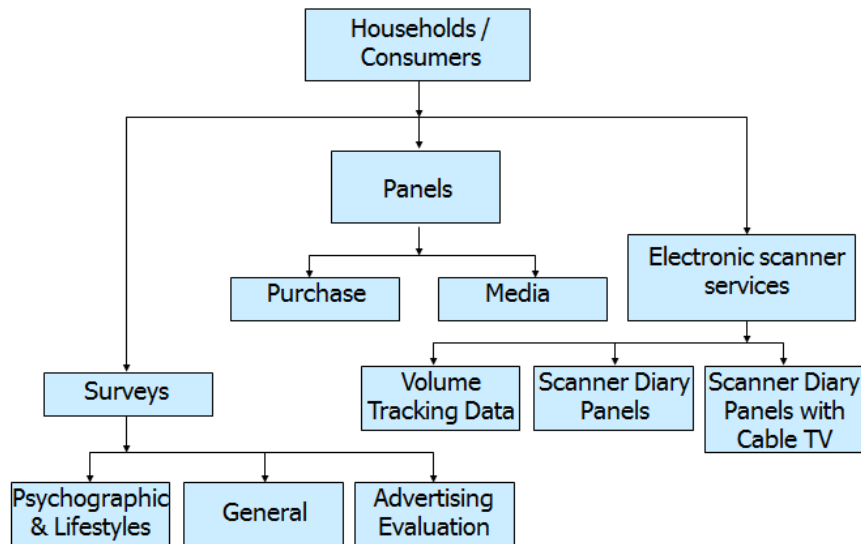 Households /
Consumers
Panels
Electronic scanner
services
Purchase
Media
Surveys
Volume
Tracking Data
Scanner Diary
Panels
Scanner Diary
Panels with
Cable TV
Psychographic
& Lifestyles
General
Advertising
Evaluation